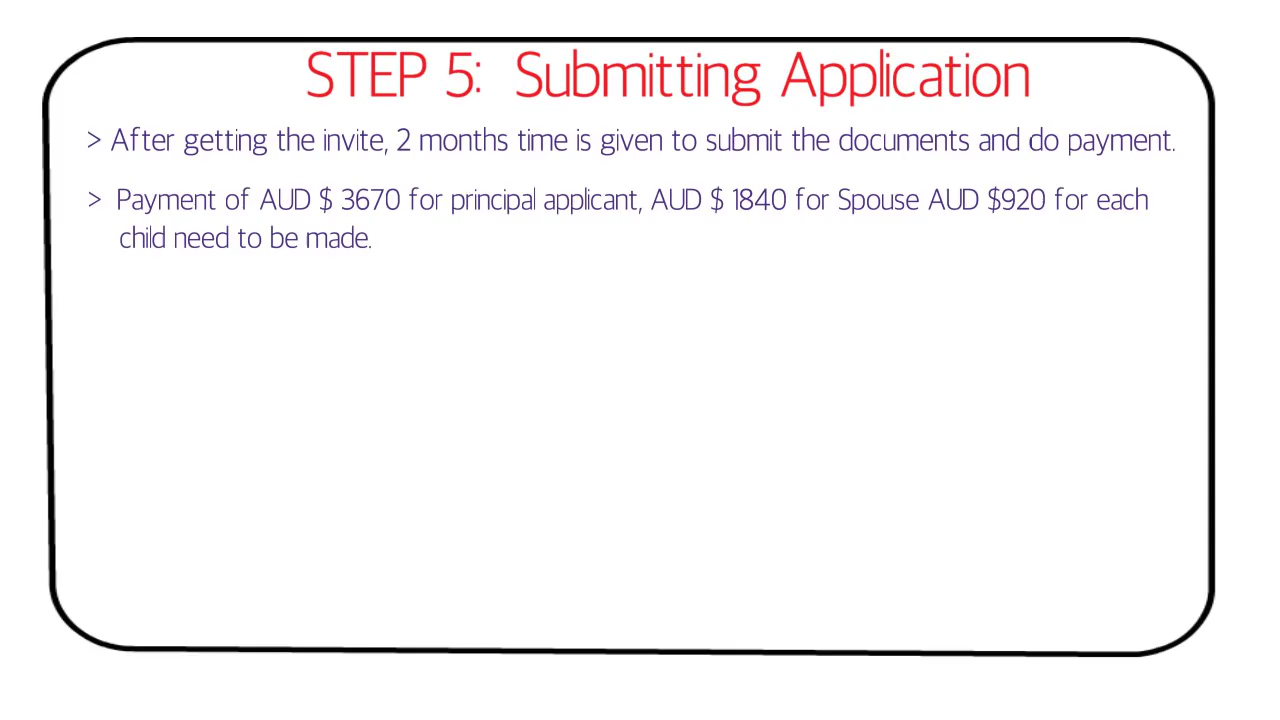 STEP 5: Submitting Application
> After getting the invite, 2 months time is given to submit the documents and do payment.
> Payment of AUD $ 3670 for principal applicant, AUD $ 1840 for Spouse AUD $920 for each
child need to be made.